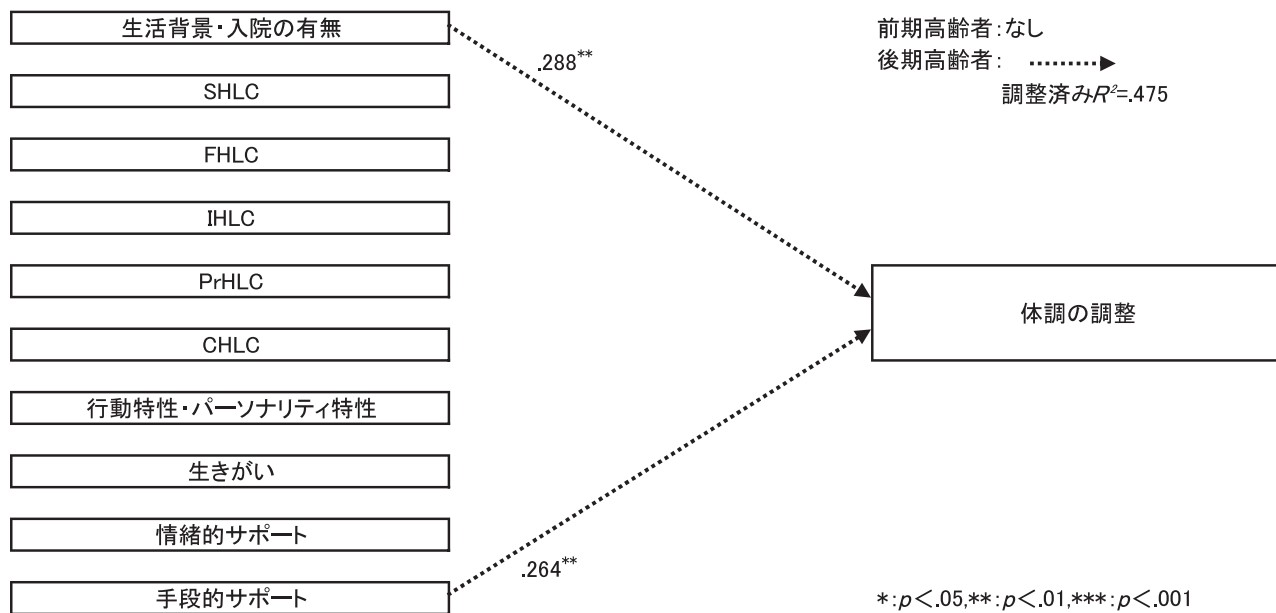 生活背景・入院の有無
SHLC
FHLC
IHLC
PrHLC
CHLC
行動特性・パーソナリティ特性
生きがい
情緒的サポート
手段的サポート
.288**
.264**
体調の調整
前期高齢者:なし
後期高齢者:
調整済みR²=.475
*:p<.05,**:p<.01,***:p<.001